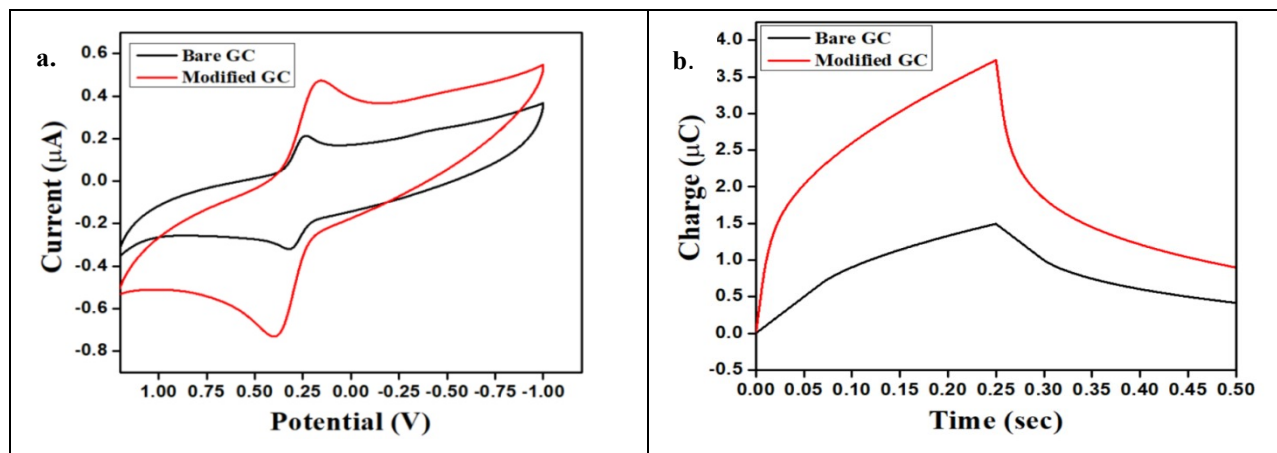 a.
Bare GC
Modified GC
0.6
0.4
0.2
0.0
-0.2
-0.4
-0.6
-0.8
Current (μA)
1.00 0.75 0.50 0.25 0.00 -0.25 -0.50 -0.75 -1.00
Potential (V)
b.
Bare GC
Modified GC
4.0
3.5
3.0
2.5
2.0
1.5
1.0
0.5
0.0
-0.5
Charge (μC)
0.00 0.05 0.10 0.15 0.20 0.25 0.30 0.35 0.40 0.45 0.50
Time (sec)